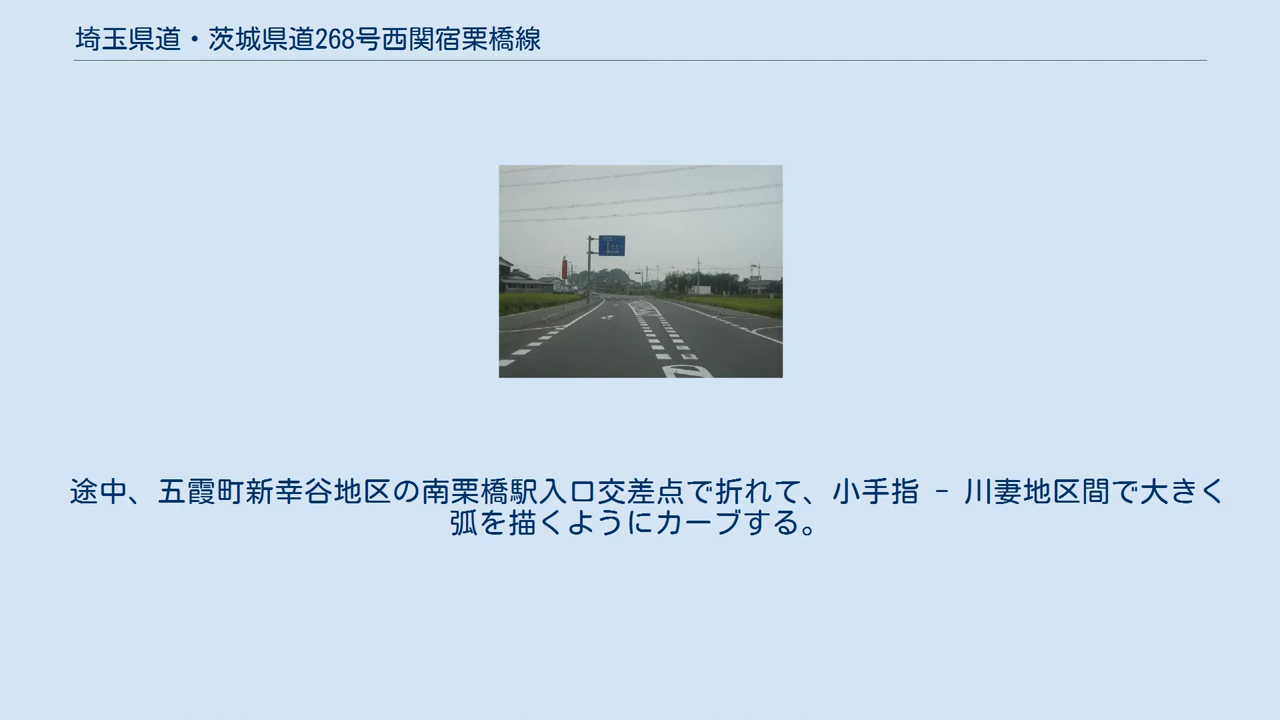 埼玉県道・茨城県道268号西関宿栗橋線
途中、五霞町新幸谷地区の南栗橋駅入口交差点で折れて、小手指 - 川妻地区間で大きく
弧を描くようにカーブする。